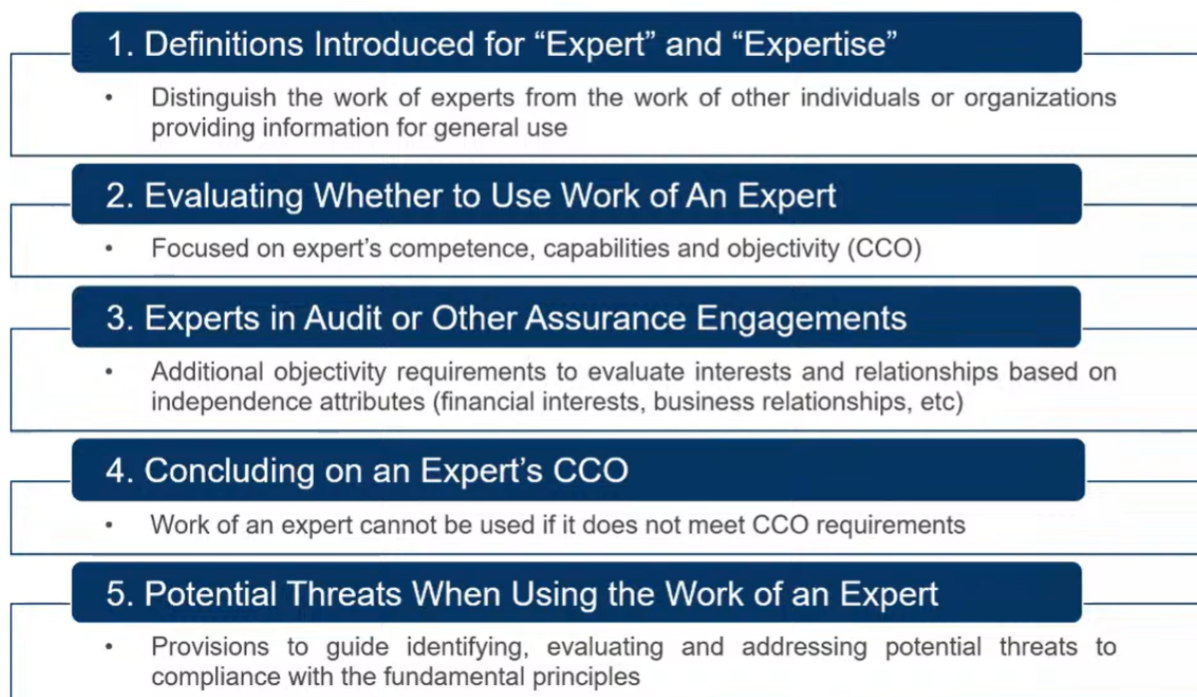 1. Definitions Introduced for “Expert” and “Expertise”
• Distinguish the work of experts from the work of other individuals or organizations
providing information for general use
2. Evaluating Whether to Use Work of An Expert
• Focused on expert’s competence, capabilities and objectivity (CCO)
3. Experts in Audit or Other Assurance Engagements
• Additional objectivity requirements to evaluate interests and relationships based on
independence attributes (financial interests, business relationships, etc)
4. Concluding on an Expert’s CCO
• Work of an expert cannot be used if it does not meet CCO requirements
5. Potential Threats When Using the Work of an Expert
• Provisions to guide identifying, evaluating and addressing potential threats to
compliance with the fundamental principles